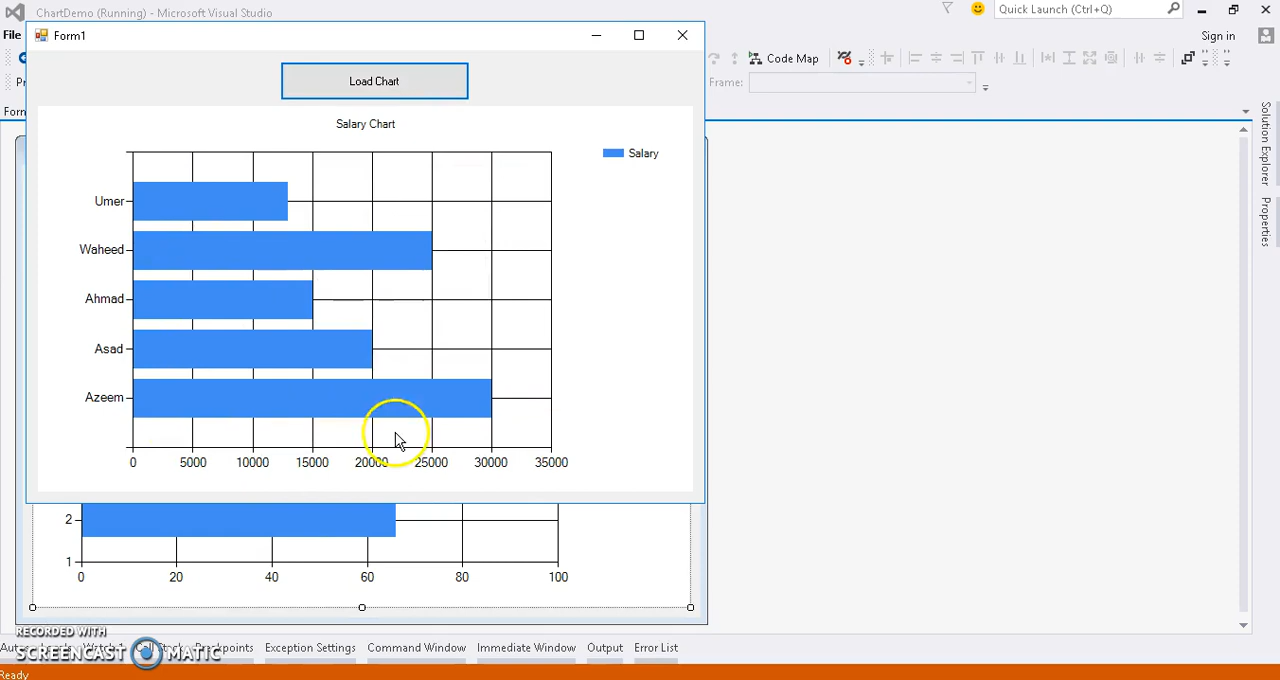 ChartDemo (Running) - Microsoft Visual Studio
Quick Launch (Ctrl+Q)
Form1
File
Sign in
Load Chart
Code Map
Frame:
Salary Chart
Salary
Solution Explorer
Properties
Umer
Waheed
Ahmad
Asad
Azeem
0 5000 10000 15000 20000 25000 30000 35000
2
1
0 20 40 60 80 100
RECORDED WITH
SCREENCAST MATIC
Breakpoints Exception Settings Command Window Immediate Window Output Error List
Ready